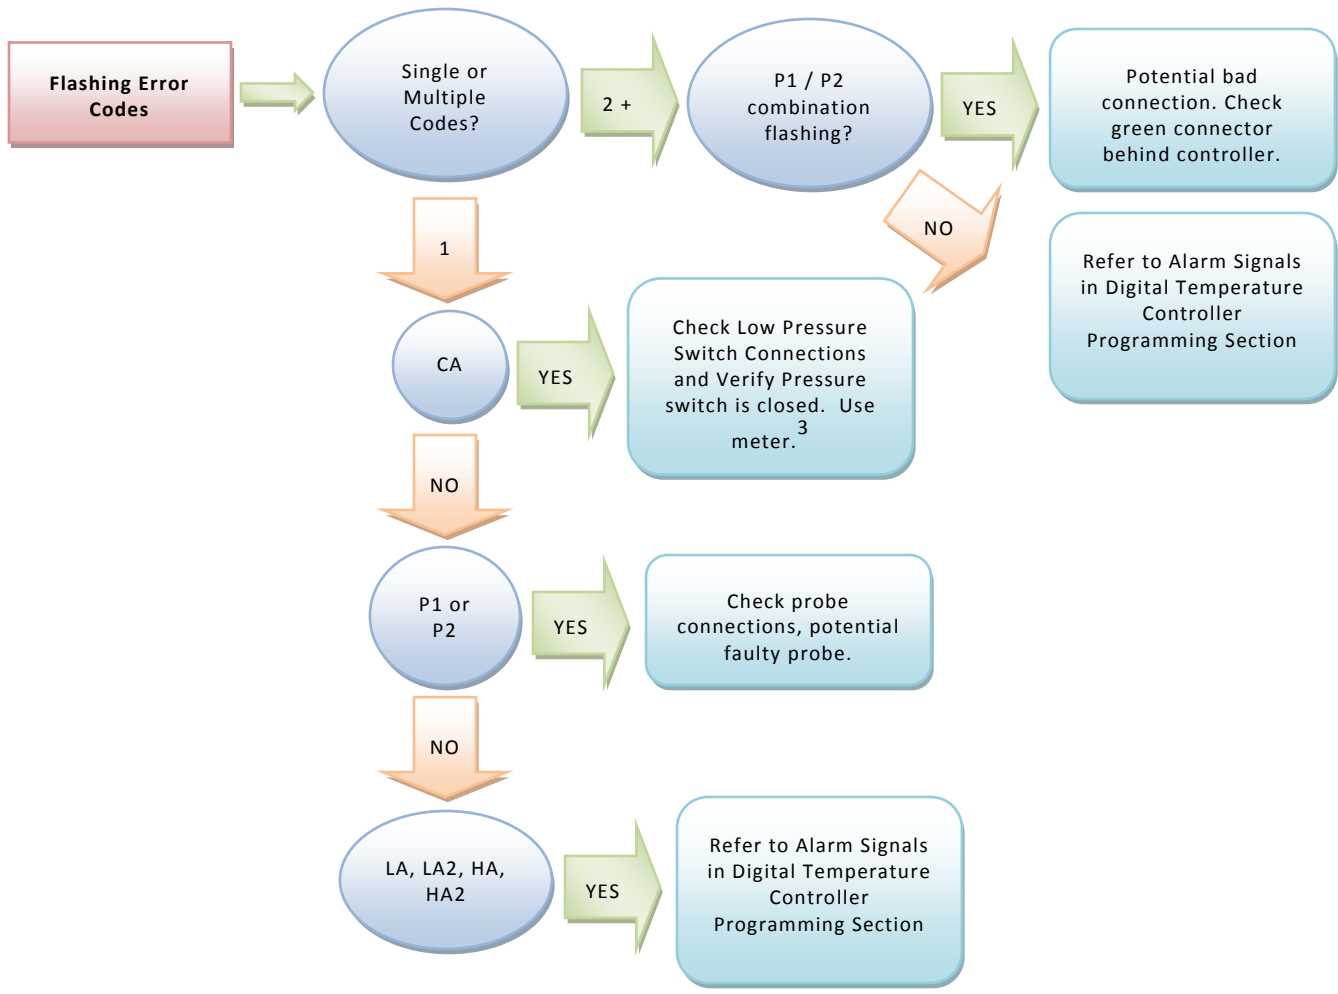 Flashing Error
Codes
Single or
Multiple
Codes?
2 +
P1 / P2
combination
flashing?
YES
Potential bad
connection. Check
green connector
behind controller.
NO
Refer to Alarm Signals
in Digital Temperature
Controller
Programming Section
1
CA
YES
Check Low Pressure
Switch Connections
and Verify Pressure
switch is closed. Use
meter.3
NO
P1 or
P2
YES
Check probe
connections, potential
faulty probe.
NO
LA, LA2, HA,
HA2
YES
Refer to Alarm Signals
in Digital Temperature
Controller
Programming Section